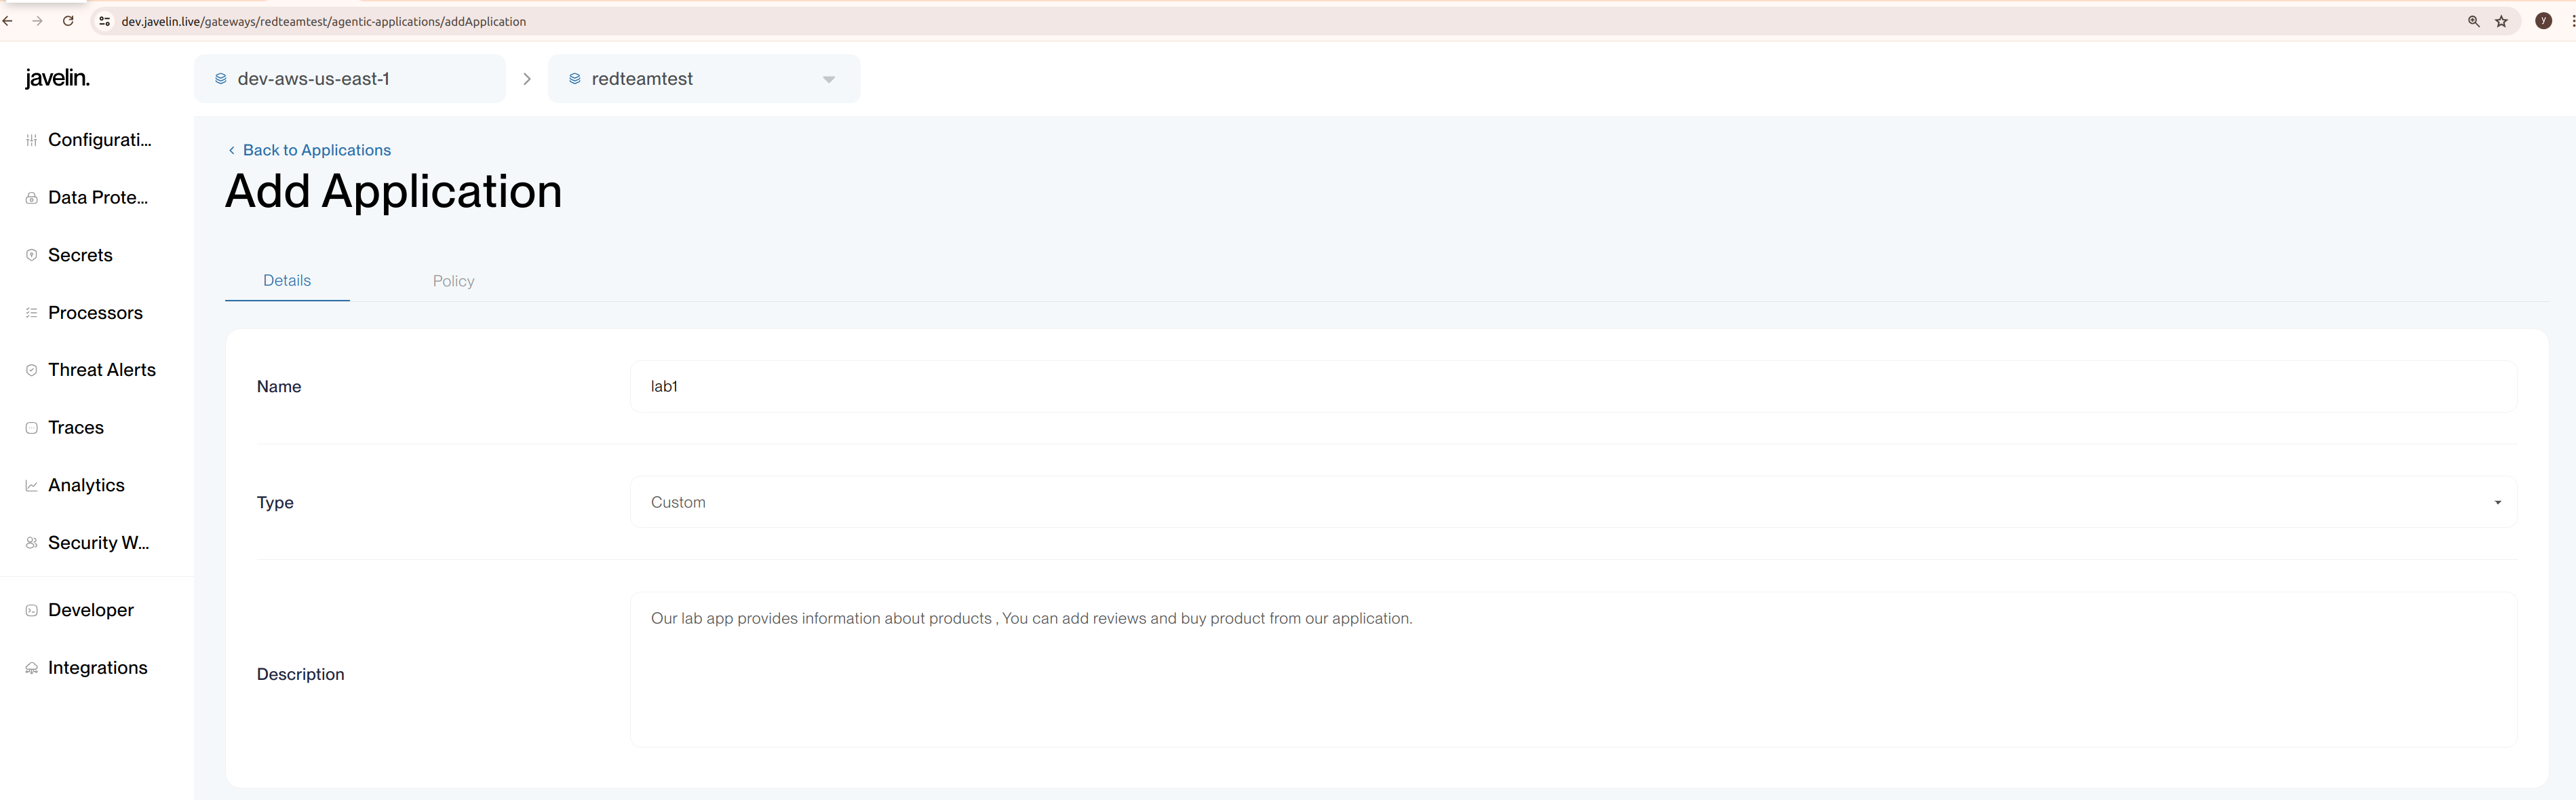 dev.javelin.live/gateways/redteamtest/agentic-applications/addApplication
y
javelin.
dev-aws-us-east-1
redteamtest
Configurati...
Data Prote...
Secrets
Processors
Threat Alerts
Traces
Analytics
Security W...
Developer
Integrations
Back to Applications
Add Application
Details
Policy
Name
lab1
Type
Custom
Description
Our lab app provides information about products , You can add reviews and buy product from our application.